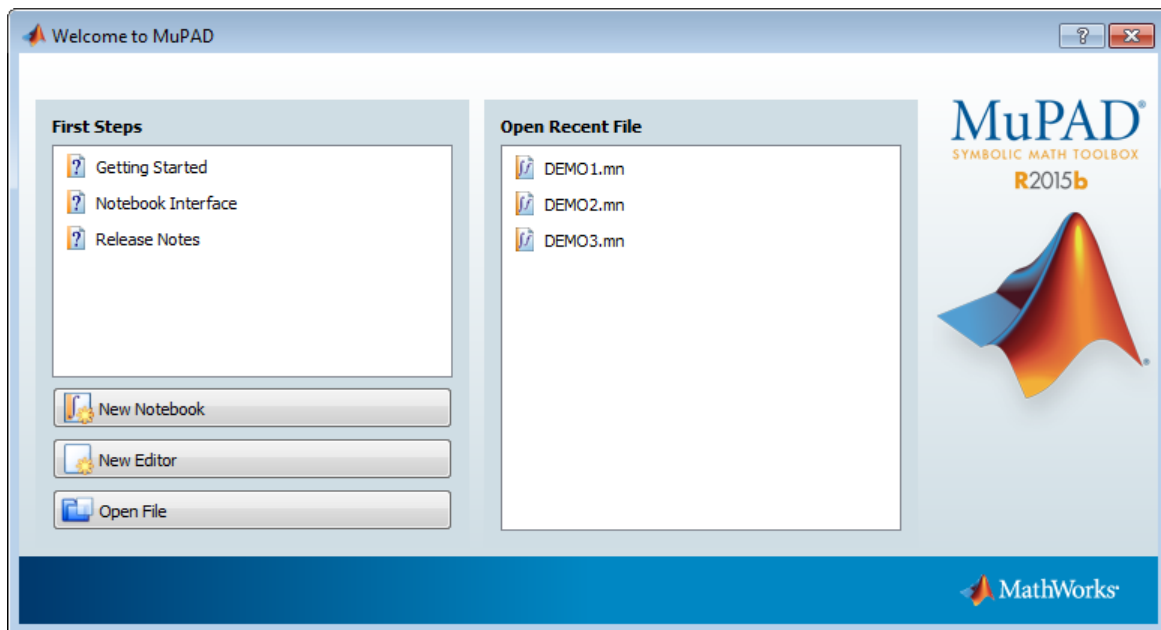 Welcome to MuPAD
First Steps
Getting Started
Notebook Interface
Release Notes
New Notebook
New Editor
Open File
Open Recent File
DEMO1.mn
DEMO2.mn
DEMO3.mn
MuPAD®
SYMBOLIC MATH TOOLBOX
R2015b
MathWorks®